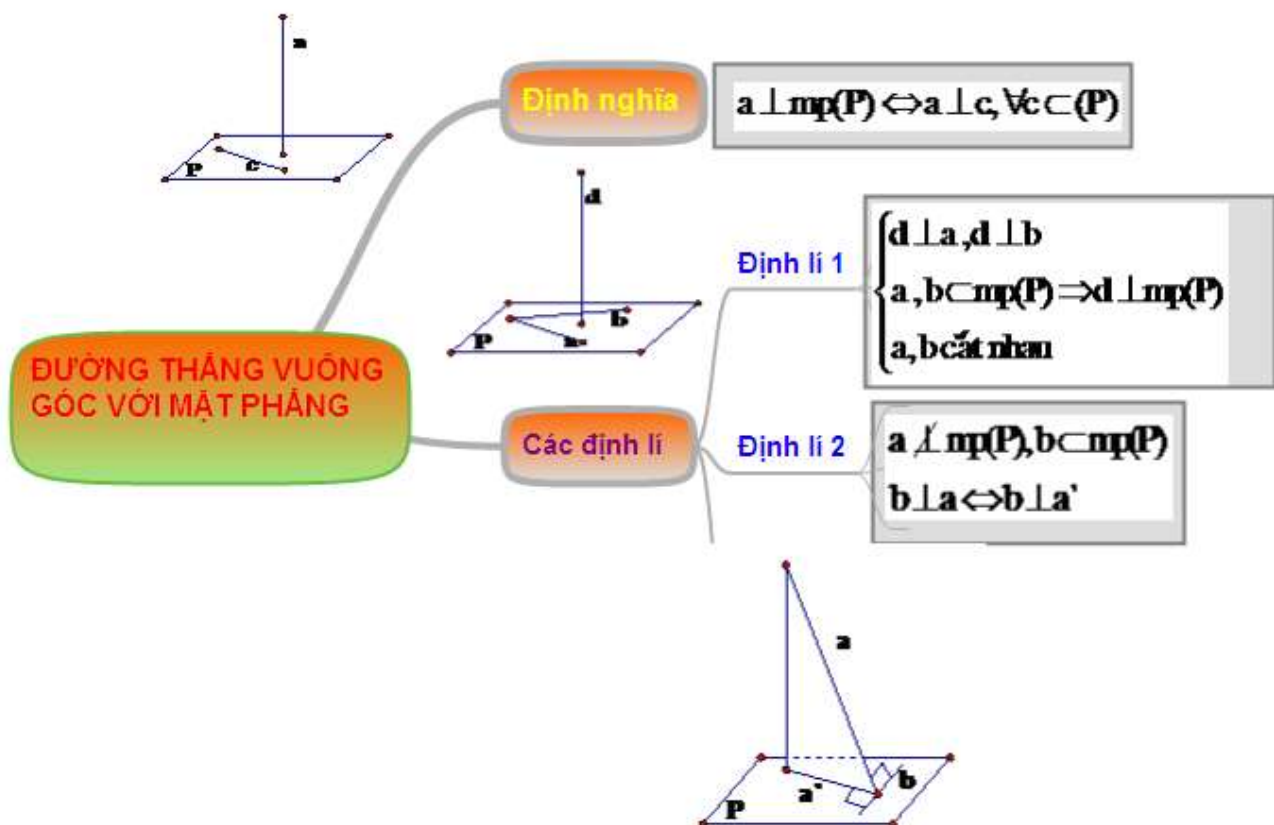 a
P
c
Định nghĩa
a ⊥ mp(P) ⇔ a ⊥ c, ∀c ⊂ (P)
d
P
b
a
ĐƯỜNG THẲNG VUÔNG
GÓC VỚI MẶT PHẲNG
Các định lí
Định lí 1
d ⊥ a , d ⊥ b
a , b ⊂ mp(P) ⇒ d ⊥ mp(P)
a, b cắt nhau
Định lí 2
a ⊥̸ mp(P), b ⊂ mp(P)
b ⊥ a ⇔ b ⊥ a'
a
a'
b
P